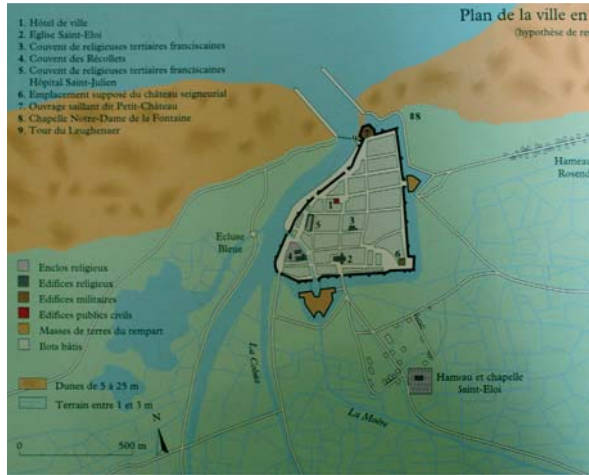 Plan de la ville en
(hypothèse de re
1. Hôtel de ville
2. Eglise Saint-Eloi
3. Couvent de religieuses tertiaires franciscaines
4. Couvent des Récollets
5. Couvent de religieuses tertiaires franciscaines
Hôpital Saint-Julien
6. Emplacement supposé du château seigneurial
7. Ouvrage saillant dit Petit-Château
8. Chapelle Notre-Dame de la Fontaine
9. Tour du Leughenaer
8
Hameau
Rosend
1
3
5
4
2
6
Ecluse
Bleue
Enclos religieux
Edifices religieux
Edifices militaires
Edifices publics civils
Masses de terres du rempart
Ilots bâtis
Dunes de 5 à 25 m
Terrain entre 1 et 5 m
0 500 m
N
La Moëre
Hameau et chapelle
Saint-Eloi